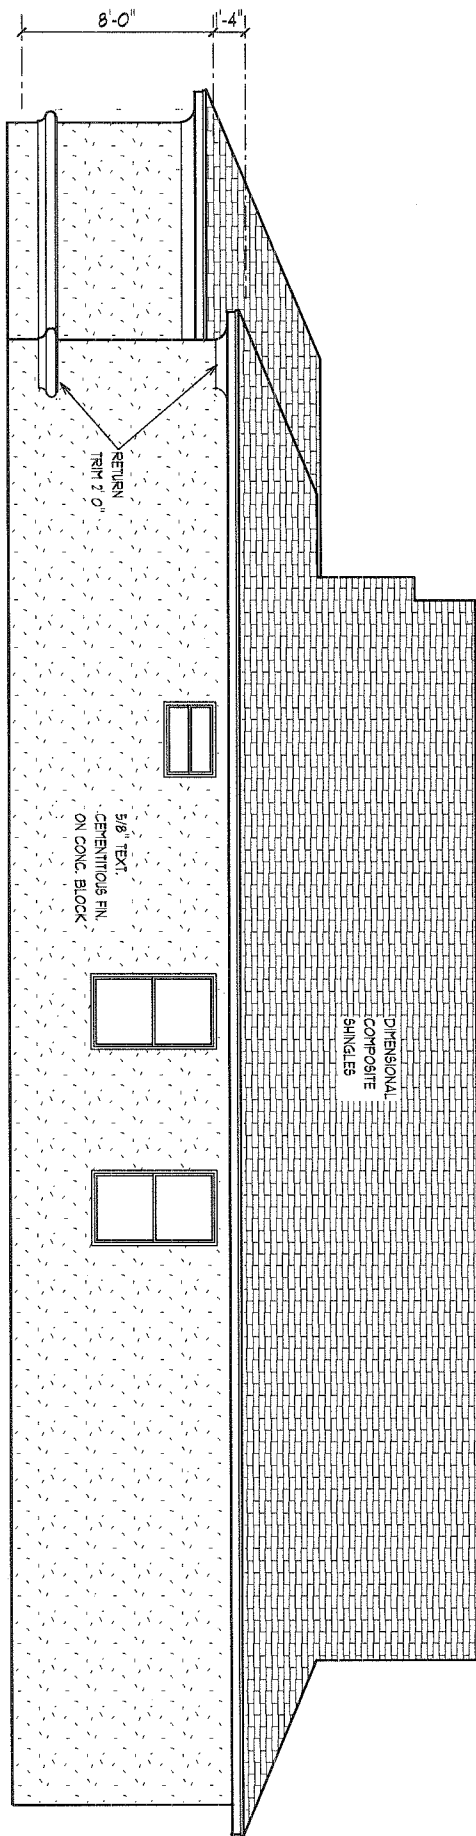 8'-0"
1'-4"
RETURN
TRIM 2' 0"
5/8" TEXT.
CEMENTITIOUS FIN.
ON CONC. BLOCK
DIMENSIONAL
COMPOSITE
SHINGLES